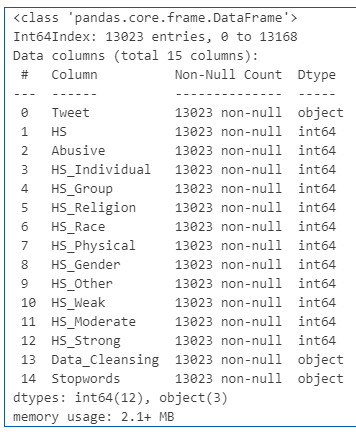 <class 'pandas.core.frame.DataFrame'>
Int64Index: 13023 entries, 0 to 13168
Data columns (total 15 columns):
 #   Column          Non-Null Count  Dtype
---  ------          --------------  -----
 0   Tweet           13023 non-null  object
 1   HS              13023 non-null  int64
 2   Abusive         13023 non-null  int64
 3   HS_Individual   13023 non-null  int64
 4   HS_Group        13023 non-null  int64
 5   HS_Religion     13023 non-null  int64
 6   HS_Race         13023 non-null  int64
 7   HS_Physical     13023 non-null  int64
 8   HS_Gender       13023 non-null  int64
 9   HS_Other        13023 non-null  int64
 10  HS_Weak         13023 non-null  int64
 11  HS_Moderate     13023 non-null  int64
 12  HS_Strong       13023 non-null  int64
 13  Data_Cleansing  13023 non-null  object
 14  Stopwords       13023 non-null  object
dtypes: int64(12), object(3)
memory usage: 2.1+ MB